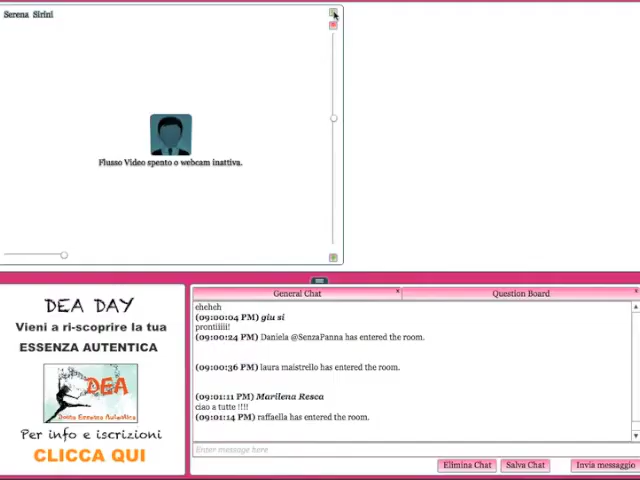 Serena Sirini
Flusso Video spento o webcam inattiva.
DEA DAY
Vieni a ri-scoprire la tua
ESSENZA AUTENTICA
DEA
Donta Essenza Autentica
Per info e iscrizioni
CLICCA QUI
General Chat
Question Board
eheheh
(09:00:04 PM) giu si
prontiiiii!
(09:00:24 PM) Daniela @SenzaPanna has entered the room.
(09:00:36 PM) laura maistrello has entered the room.
(09:01:11 PM) Marilena Resca
ciao a tutte !!!!
(09:01:14 PM) raffaella has entered the room.
Enter message here
Elimina Chat
Salva Chat
Invia messaggio